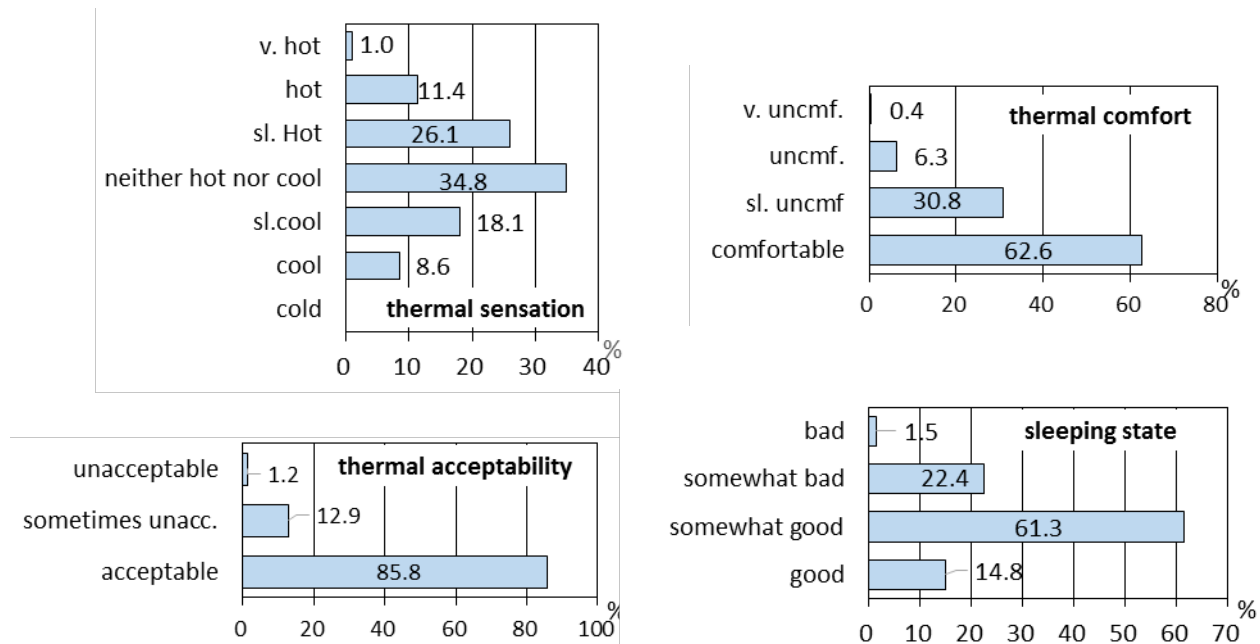 v. hot 1.0
hot 11.4
sl. Hot 26.1
neither hot nor cool 34.8
sl.cool 18.1
cool 8.6
cold thermal sensation
0 10 20 30 40 %
v. uncmf. 0.4 thermal comfort
uncmf. 6.3
sl. uncmf 30.8
comfortable 62.6
0 20 40 60 80 %
unacceptable 1.2 thermal acceptability
sometimes unacc. 12.9
acceptable 85.8
0 20 40 60 80 100 %
bad 1.5 sleeping state
somewhat bad 22.4
somewhat good 61.3
good 14.8
0 10 20 30 40 50 60 70 %